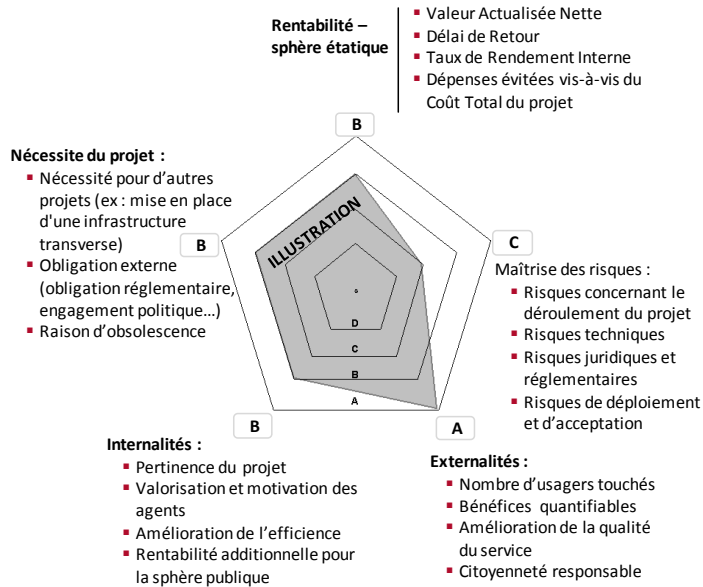 Rentabilité –
sphère étatique
Valeur Actualisée Nette
Délai de Retour
Taux de Rendement Interne
Dépenses évitées vis-à-vis du
Coût Total du projet
B
Nécessite du projet :
Nécessité pour d'autres
projets (ex : mise en place
d'une infrastructure
transverse)
Obligation externe
(obligation réglementaire,
engagement politique…)
Raison d'obsolescence
B
ILLUSTRATION
C
Maîtrise des risques :
Risques concernant le
déroulement du projet
Risques techniques
Risques juridiques et
réglementaires
Risques de déploiement
et d'acceptation
D
C
B
A
B
A
Internalités :
Pertinence du projet
Valorisation et motivation des
agents
Amélioration de l'efficience
Rentabilité additionnelle pour
la sphère publique
Externalités :
Nombre d'usagers touchés
Bénéfices quantifiables
Amélioration de la qualité
du service
Citoyenneté responsable